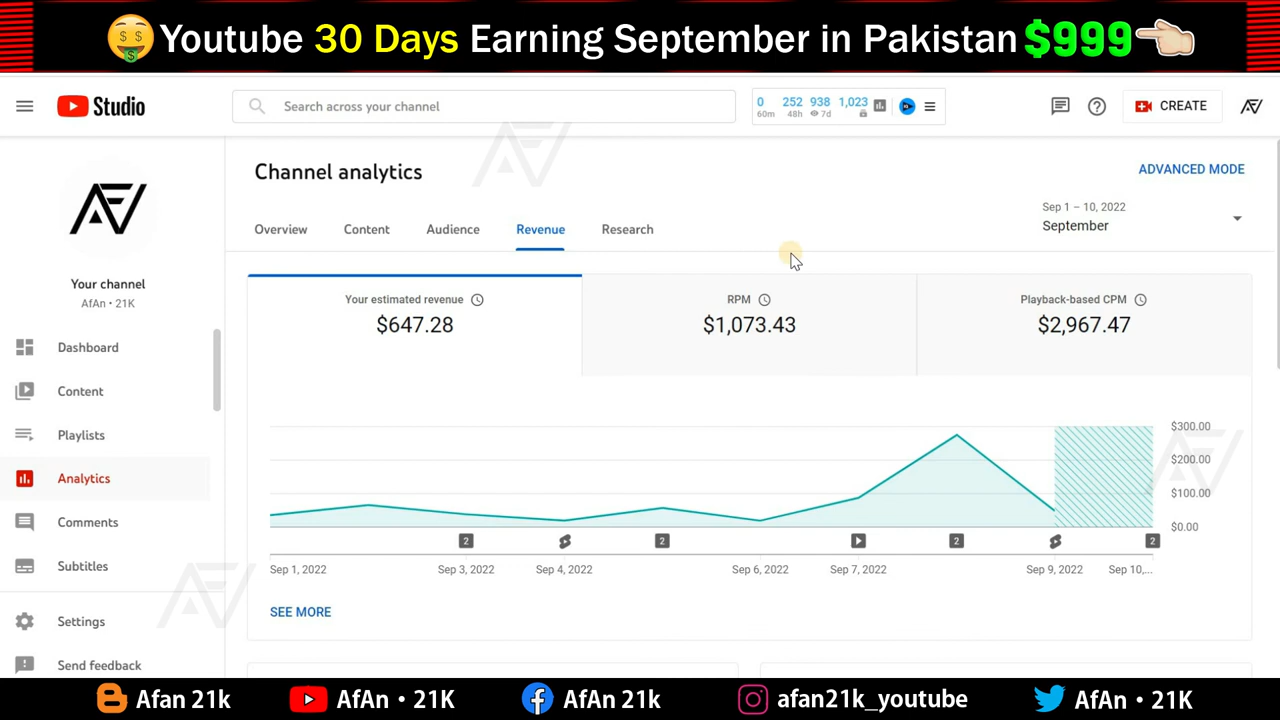 Youtube 30 Days Earning September in Pakistan $999
Studio
Search across your channel
0 252 938 1,023
60m 48h 7d
CREATE
Channel analytics
ADVANCED MODE
Sep 1 – 10, 2022
September
Overview Content Audience Revenue Research
Your channel
AfAn • 21K
Dashboard
Content
Playlists
Analytics
Comments
Subtitles
Settings
Send feedback
Your estimated revenue
$647.28
RPM
$1,073.43
Playback-based CPM
$2,967.47
$300.00
$200.00
$100.00
$0.00
2 2 2 2
Sep 1, 2022 Sep 3, 2022 Sep 4, 2022 Sep 6, 2022 Sep 7, 2022 Sep 9, 2022 Sep 10,...
SEE MORE
Afan 21k AfAn • 21K AfAn 21k afan21k_youtube AfAn • 21K